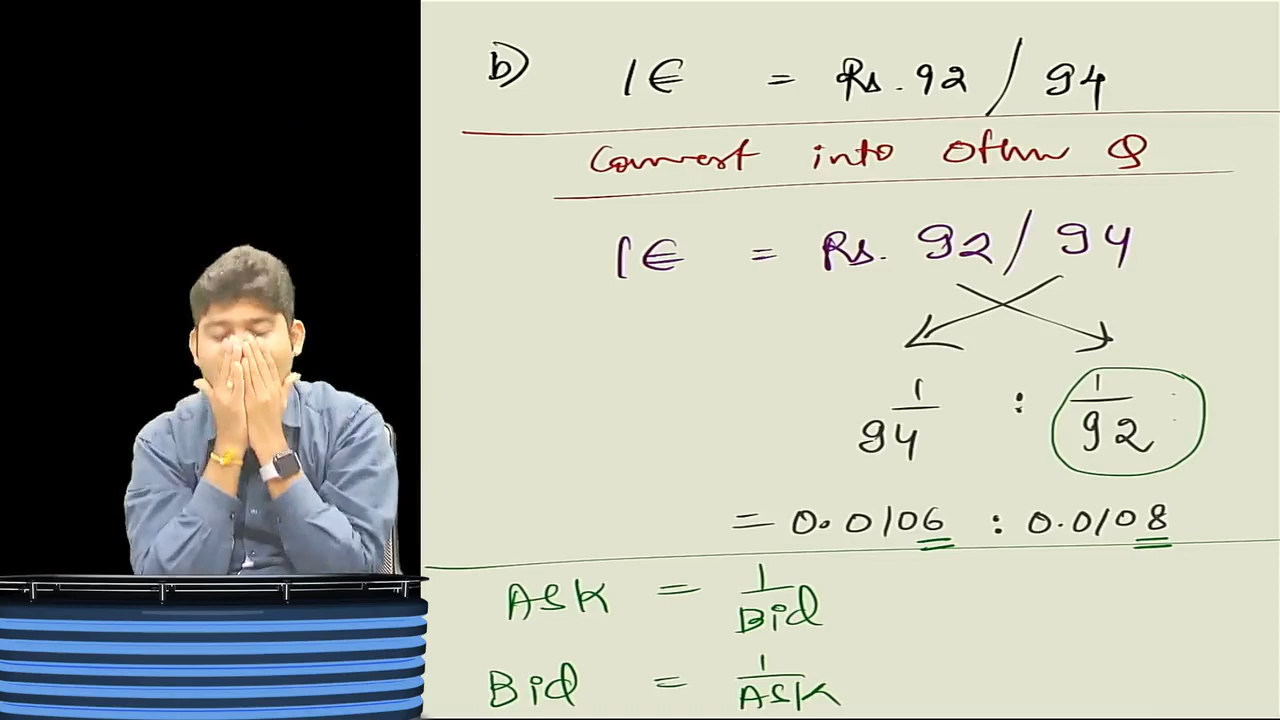 b) 1€ = Rs. 92 / 94
Convert into other Q
1€ = Rs. 92 / 94
1/94 : 1/92
= 0.0106 : 0.0108
ASK = 1/Bid
Bid = 1/ASK